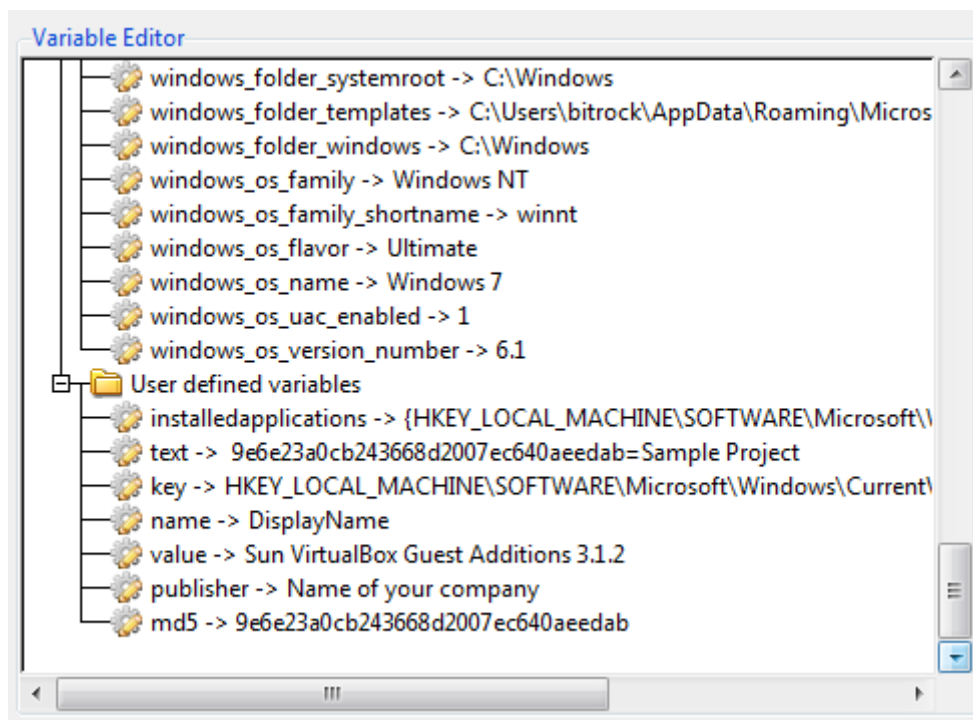 Variable Editor
windows_folder_systemroot -> C:\Windows
windows_folder_templates -> C:\Users\bitrock\AppData\Roaming\Micros
windows_folder_windows -> C:\Windows
windows_os_family -> Windows NT
windows_os_family_shortname -> winnt
windows_os_flavor -> Ultimate
windows_os_name -> Windows 7
windows_os_uac_enabled -> 1
windows_os_version_number -> 6.1
User defined variables
installedapplications -> {HKEY_LOCAL_MACHINE\SOFTWARE\Microsoft\
text -> 9e6e23a0cb243668d2007ec640aeedab=Sample Project
key -> HKEY_LOCAL_MACHINE\SOFTWARE\Microsoft\Windows\Current
name -> DisplayName
value -> Sun VirtualBox Guest Additions 3.1.2
publisher -> Name of your company
md5 -> 9e6e23a0cb243668d2007ec640aeedab